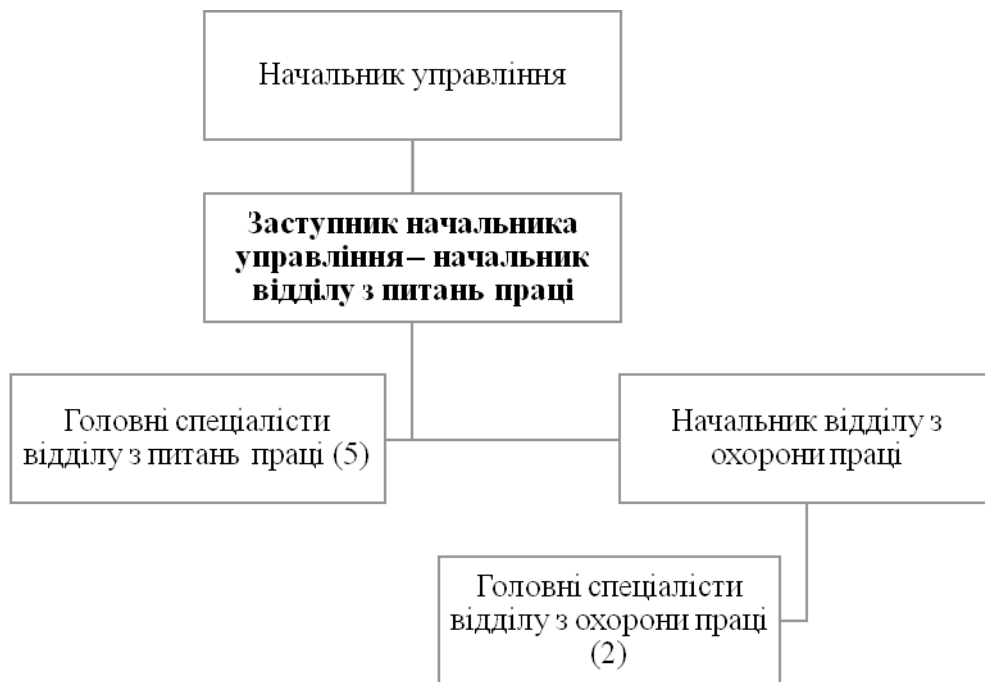 Начальник управління
Заступник начальника
управління – начальник
відділу з питань праці
Головні спеціалісти
відділу з питань праці (5)
Начальник відділу з
охорони праці
Головні спеціалісти
відділу з охорони праці
(2)